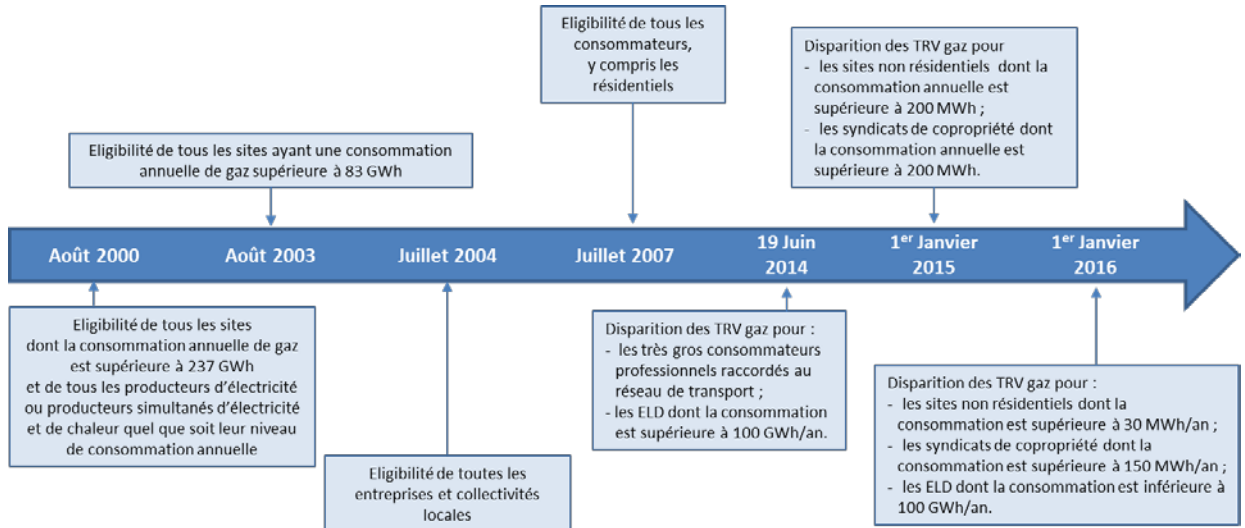 Eligibilité de tous les
consommateurs,
y compris les
résidentiels
Disparition des TRV gaz pour
- les sites non résidentiels dont la
consommation annuelle est
supérieure à 200 MWh ;
- les syndicats de copropriété dont
la consommation annuelle est
supérieure à 200 MWh.
Eligibilité de tous les sites ayant une consommation
annuelle de gaz supérieure à 83 GWh
Août 2000
Août 2003
Juillet 2004
Juillet 2007
19 Juin
2014
1er Janvier
2015
1er Janvier
2016
Eligibilité de tous les sites
dont la consommation annuelle de gaz
est supérieure à 237 GWh
et de tous les producteurs d'électricité
ou producteurs simultanés d'électricité
et de chaleur quel que soit leur niveau
de consommation annuelle
Eligibilité de toutes les
entreprises et collectivités
locales
Disparition des TRV gaz pour :
- les très gros consommateurs
professionnels raccordés au
réseau de transport ;
- les ELD dont la consommation
est supérieure à 100 GWh/an.
Disparition des TRV gaz pour :
- les sites non résidentiels dont la
consommation est supérieure à 30 MWh/an ;
- les syndicats de copropriété dont la
consommation est supérieure à 150 MWh/an ;
- les ELD dont la consommation est inférieure à
100 GWh/an.